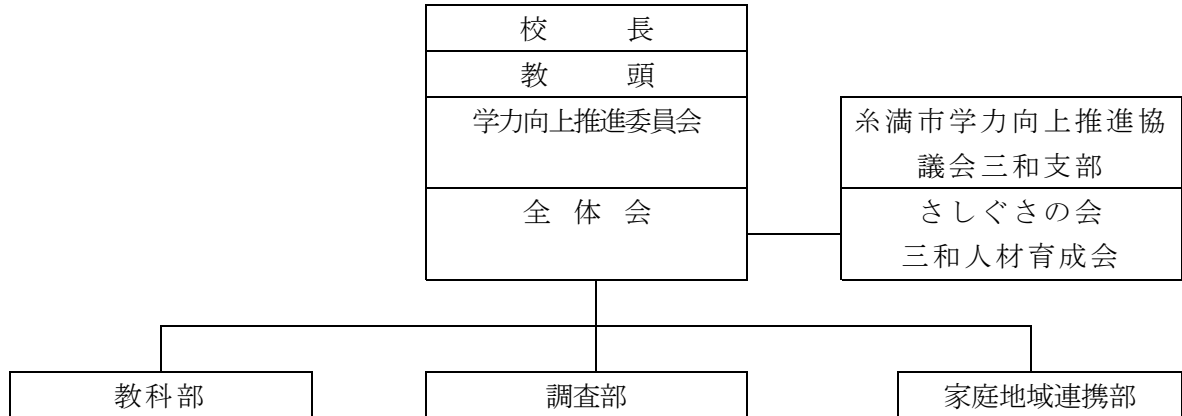 校長
教頭
学力向上推進委員会
全体会
糸満市学力向上推進協
議会三和支部
さしぐさの会
三和人材育成会
教科部
調査部
家庭地域連携部